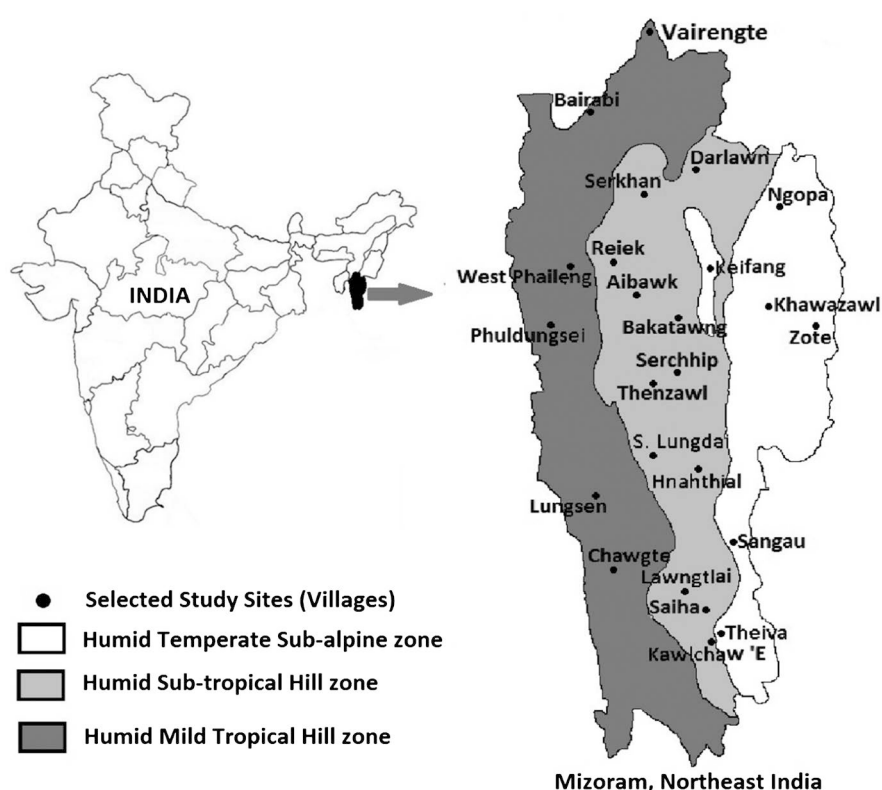 INDIA
Selected Study Sites (Villages)
Humid Temperate Sub-alpine zone
Humid Sub-tropical Hill zone
Humid Mild Tropical Hill zone
Vairengte
Bairabi
Darlawn
Serkhan
Ngopa
Reiek
West Phaileng
Keifang
Aibawk
Khawazawl
Bakatawng
Phuldungsei
Zote
Serchhip
Thenzawl
S. Lungdai
Hnahthial
Lungsen
Sangau
Chawgte
Lawngtlai
Saiha
Theiva
Kawlchaw 'E
Mizoram, Northeast India